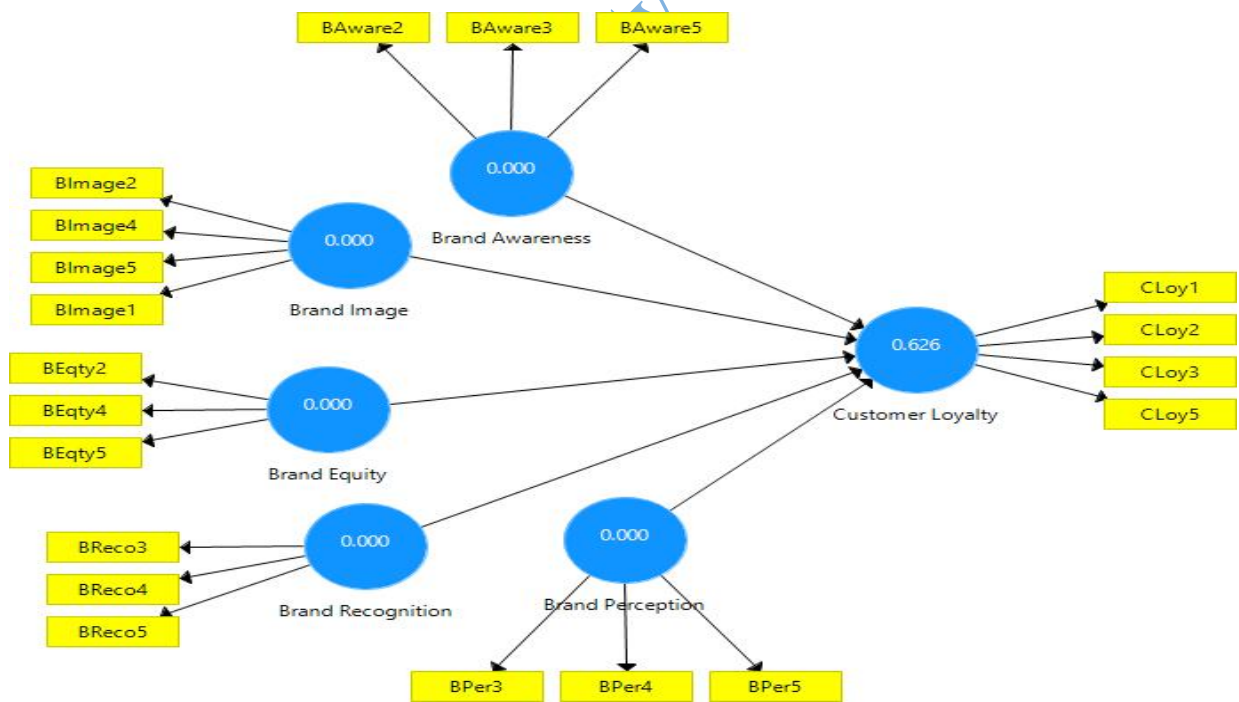 BAware2
BAware3
BAware5
0.000
Brand Awareness
BImage2
BImage4
BImage5
BImage1
0.000
Brand Image
CLoy1
CLoy2
CLoy3
CLoy5
0.626
Customer Loyalty
BEqty2
BEqty4
BEqty5
0.000
Brand Equity
BReco3
BReco4
BReco5
0.000
Brand Recognition
0.000
Brand Perception
BPer3
BPer4
BPer5